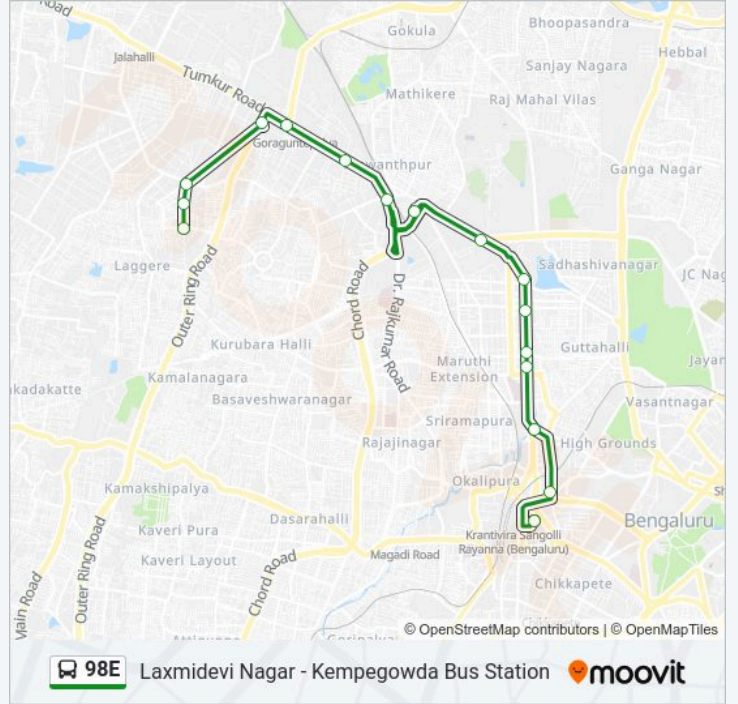 Road
Gokula
Bhoopasandra
Hebbal
Jalahalli
Sanjay Nagara
Tumkur Road
Mathikere
Raj Mahal Vilas
Goraguntepalya
wanthpur
Ganga Nagar
Laggere
Sadhashivanagar
JC Nag
Outer Ring Road
Chord Road
Dr. Rajkumar Road
Kurubara Halli
Guttahalli
Maruthi
Extension
Jayar
kadakatte
Kamalanagara
Basaveshwaranagar
Vasantnagar
Sriramapura
Rajajinagar
High Grounds
Okalipura
Kamakshipalya
Dasarahalli
Bengaluru
Kaveri Pura
Krantivira Sangolli
Rayanna (Bengaluru)
Magadi Road
Kaveri Layout
Outer Ring Road
Chord Road
Chikkapete
Main Road
© OpenStreetMap contributors | © OpenMapTiles
98E Laxmidevi Nagar - Kempegowda Bus Station moovit